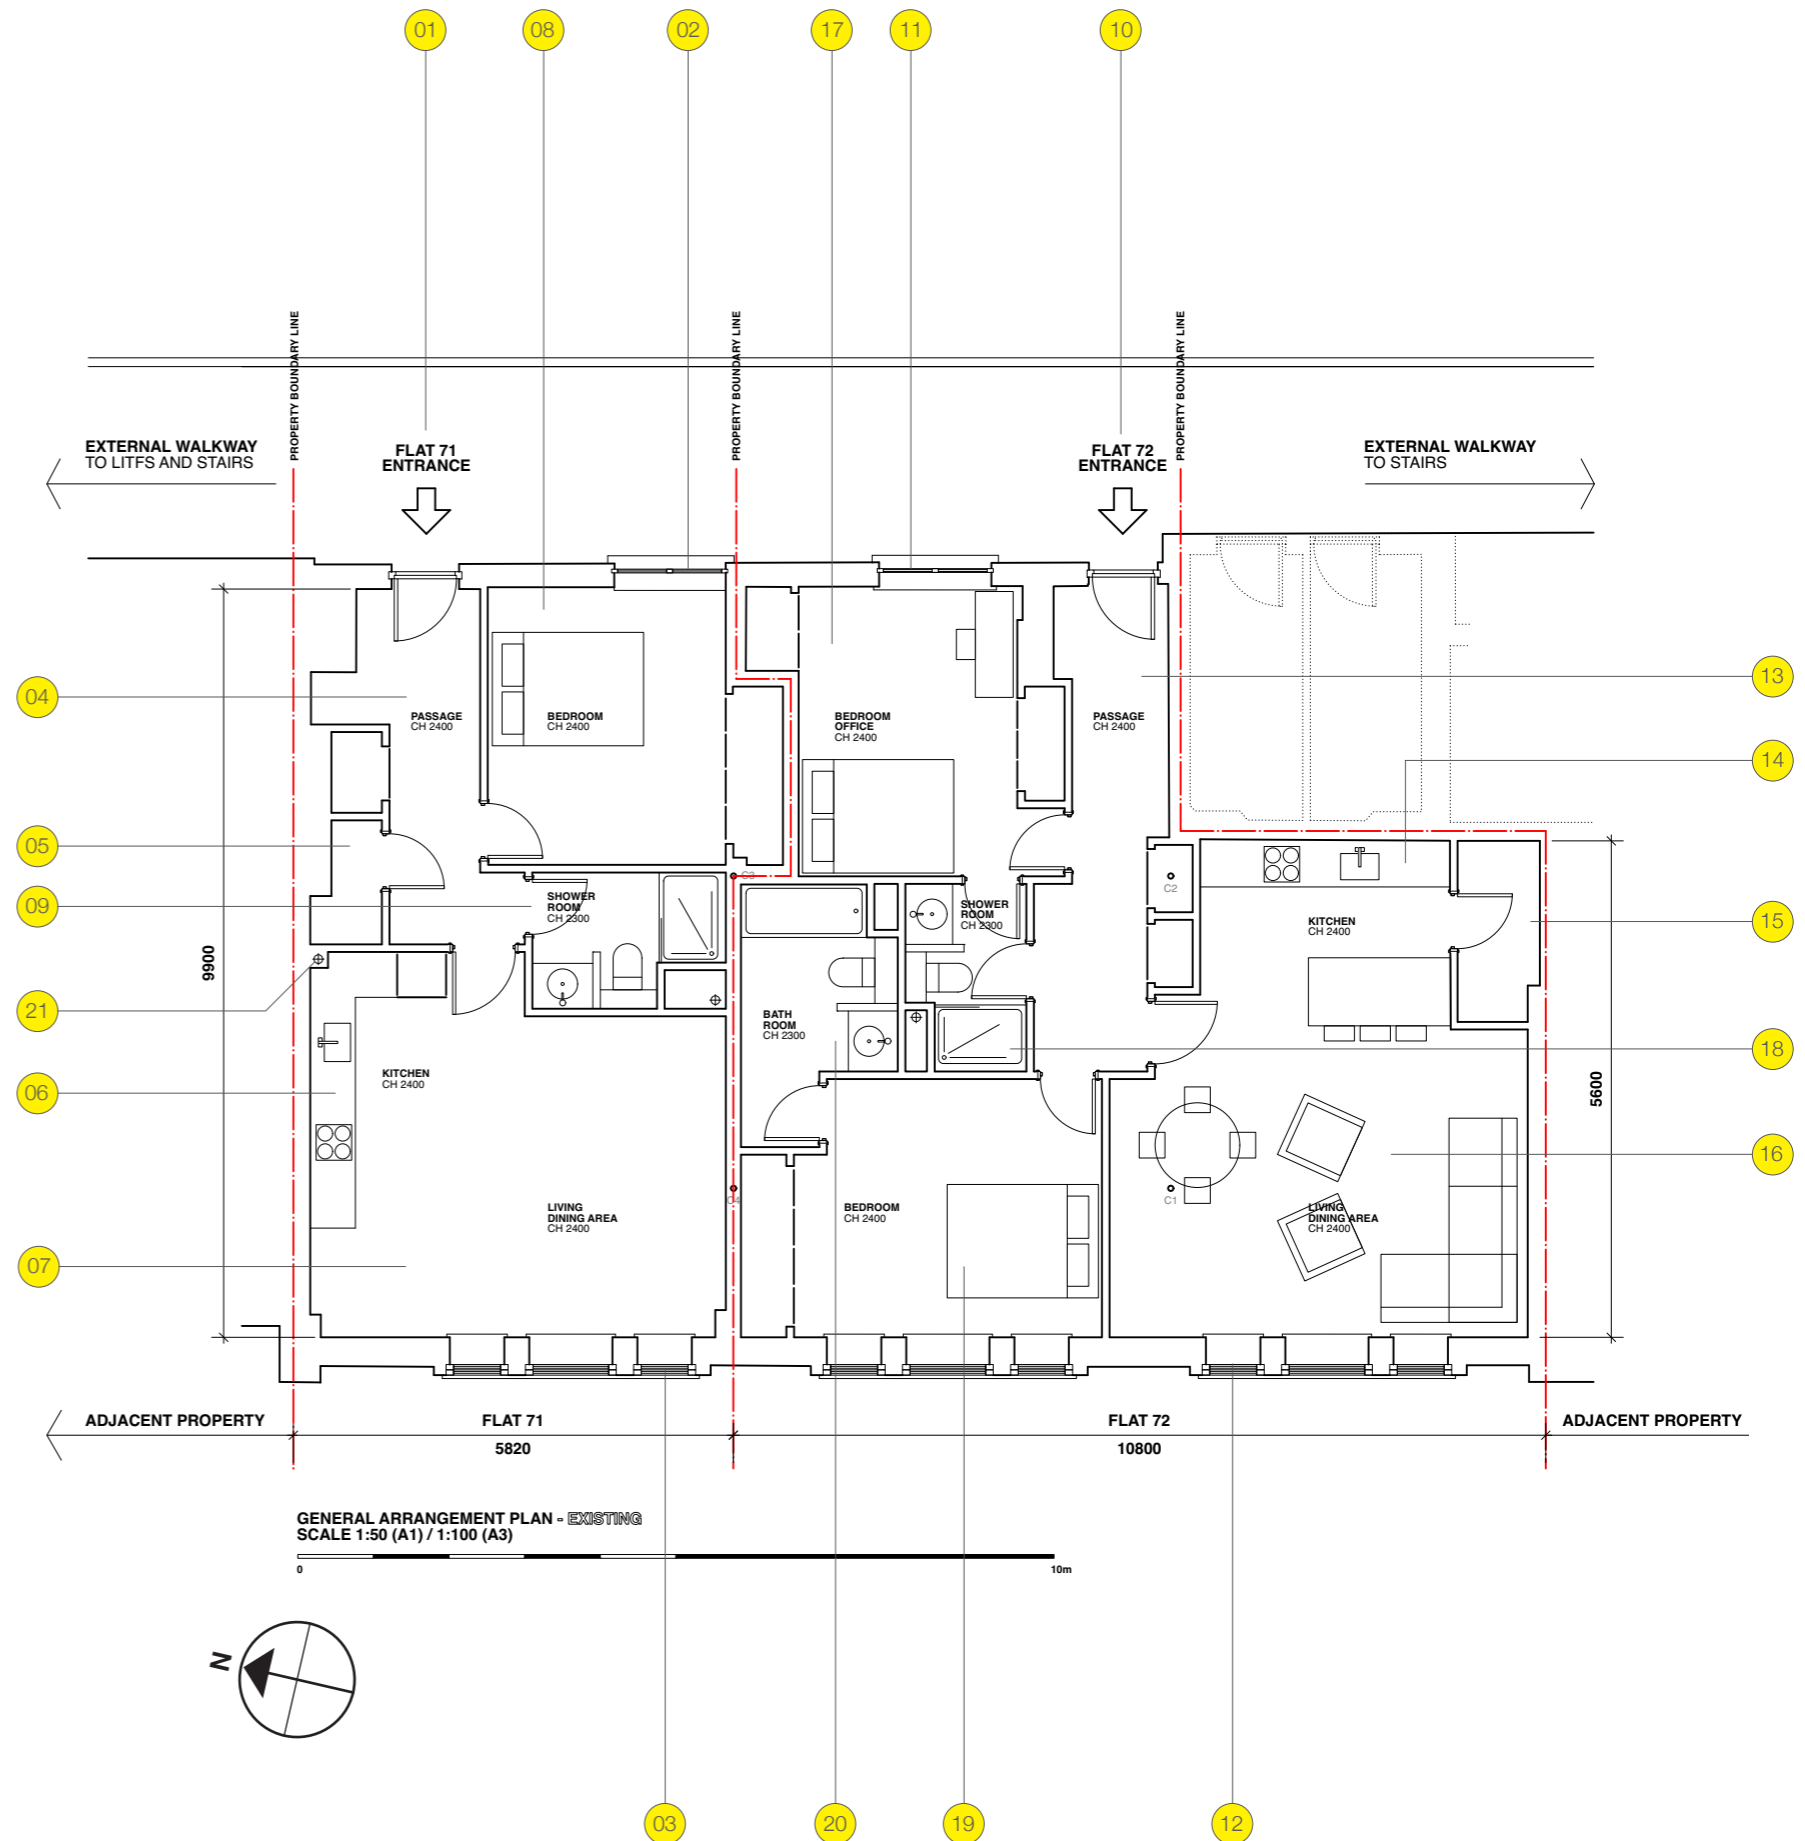 01
08
02
17
11
10
PROPERTY BOUNDARY LINE
PROPERTY BOUNDARY LINE
PROPERTY BOUNDARY LINE
EXTERNAL WALKWAY
TO LITFS AND STAIRS
FLAT 71
ENTRANCE
FLAT 72
ENTRANCE
EXTERNAL WALKWAY
TO STAIRS
04
05
09
21
06
07
13
14
15
18
16
9900
5600
PASSAGE
CH 2400
BEDROOM
CH 2400
BEDROOM
OFFICE
CH 2400
PASSAGE
CH 2400
SHOWER
ROOM
CH 2300
C3
SHOWER
ROOM
CH 2300
C2
KITCHEN
CH 2400
BATH
ROOM
CH 2300
KITCHEN
CH 2400
LIVING
DINING AREA
CH 2400
C4
BEDROOM
CH 2400
C1
LIVING
DINING AREA
CH 2400
ADJACENT PROPERTY
FLAT 71
5820
FLAT 72
10800
ADJACENT PROPERTY
GENERAL ARRANGEMENT PLAN - EXISTING
SCALE 1:50 (A1) / 1:100 (A3)
0
10m
N
03
20
19
12